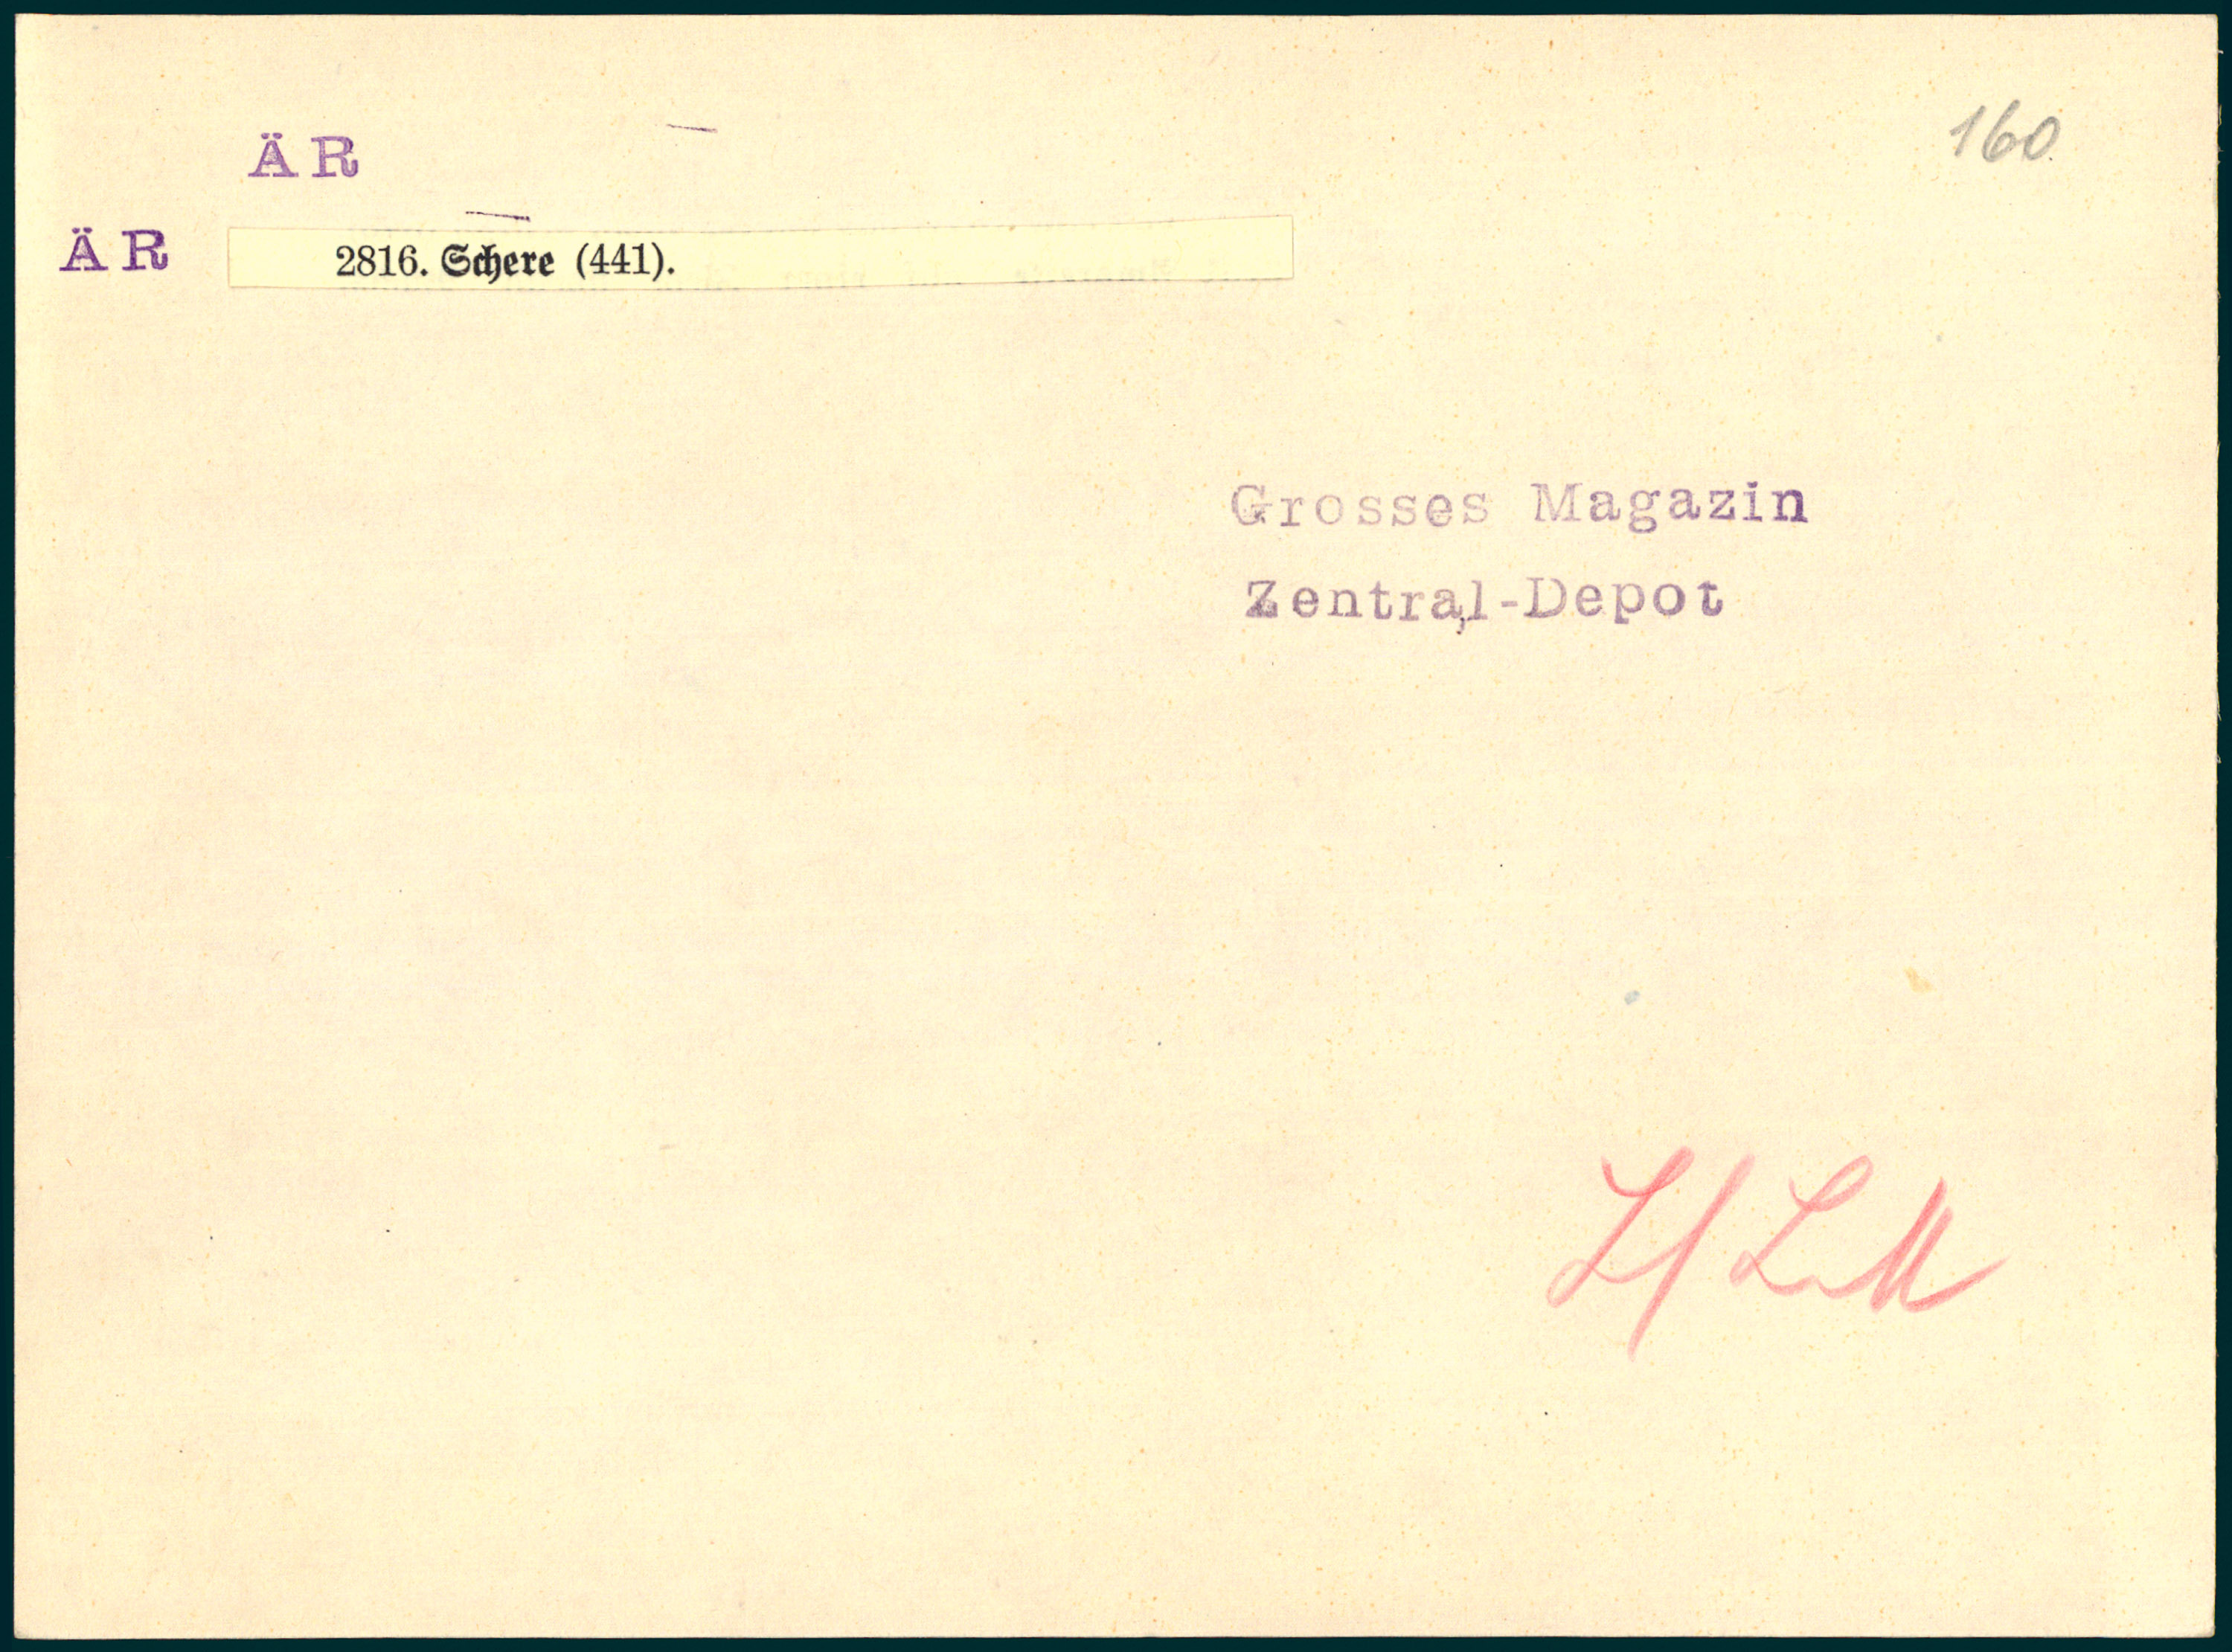 160
ÄR
ÄR 2816. Schere (441).
Grosses Magazin
Zentral-Depot